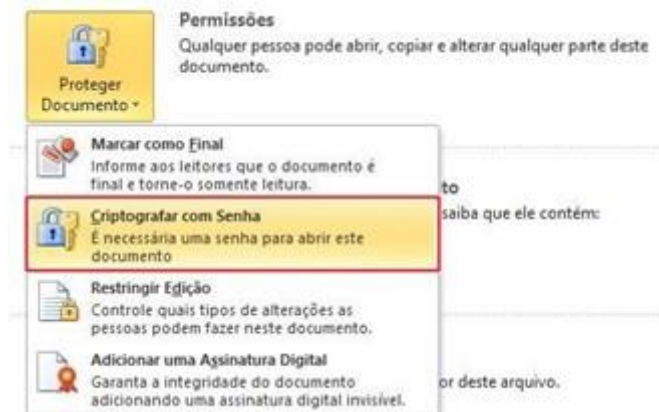 Permissões
Qualquer pessoa pode abrir, copiar e alterar qualquer parte deste
documento.
Proteger
Documento
Marcar como Final
Informe aos leitores que o documento é
final e torne-o somente leitura.
to
Criptografar com Senha
saiba que ele contém:
É necessária uma senha para abrir este
documento
Restringir Edição
Controle quais tipos de alterações as
pessoas podem fazer neste documento.
Adicionar uma Assinatura Digital
Garanta a integridade do documento
or deste arquivo.
adicionando uma assinatura digital invisível.